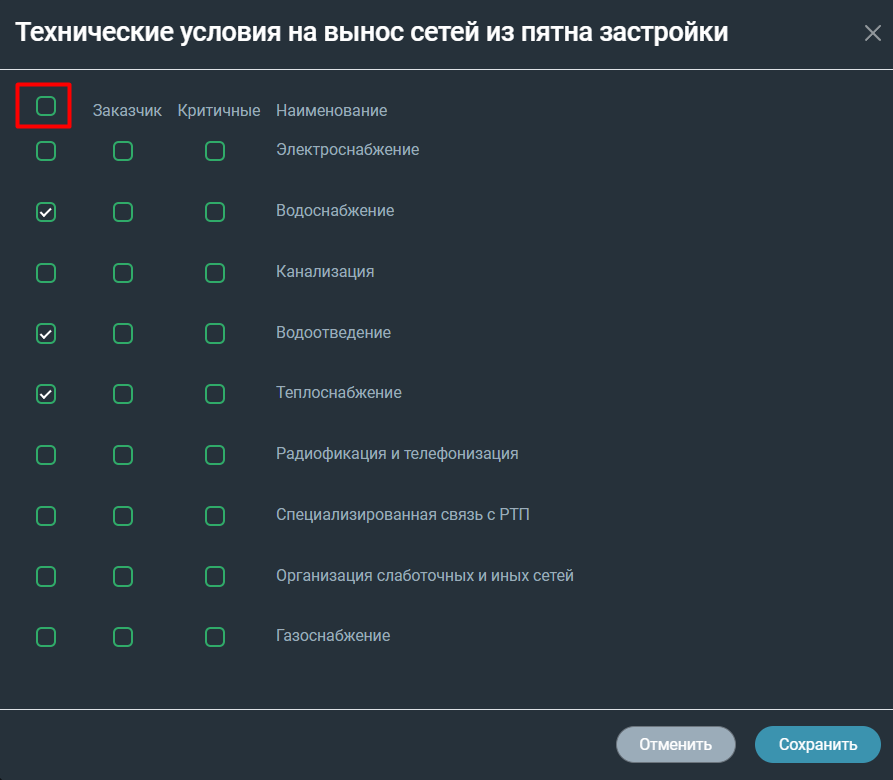 Технические условия на вынос сетей из пятна застройки
Заказчик Критичные Наименование
Электроснабжение
Водоснабжение
Канализация
Водоотведение
Теплоснабжение
Радиофикация и телефонизация
Специализированная связь с РТП
Организация слаботочных и иных сетей
Газоснабжение
Отменить Сохранить